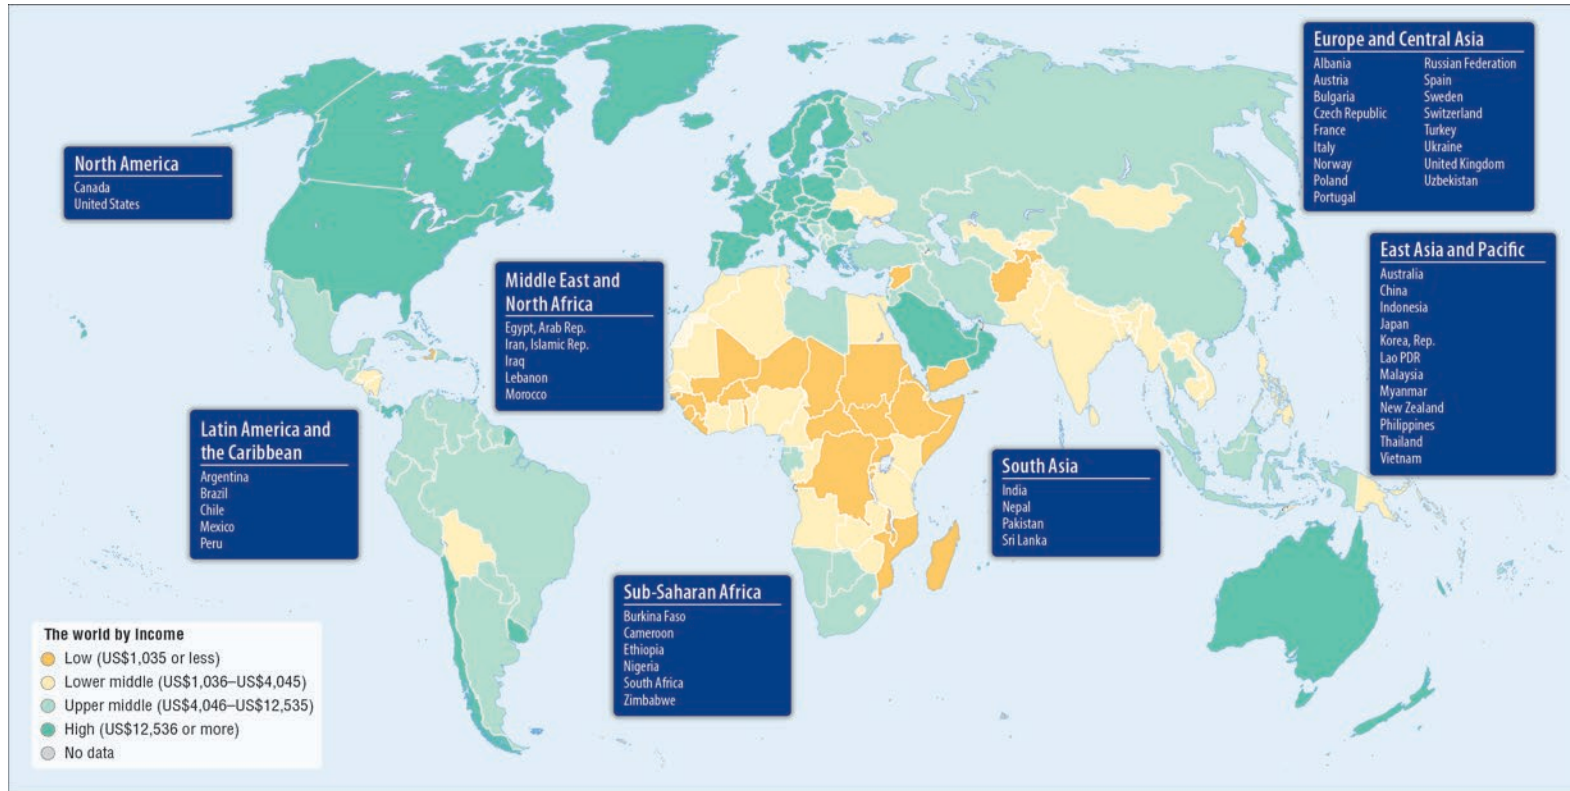 North America
Canada
United States
Middle East and
North Africa
Egypt, Arab Rep.
Iran, Islamic Rep.
Iraq
Lebanon
Morocco
Latin America and
the Caribbean
Argentina
Brazil
Chile
Mexico
Peru
Sub-Saharan Africa
Burkina Faso
Cameroon
Ethiopia
Nigeria
South Africa
Zimbabwe
South Asia
India
Nepal
Pakistan
Sri Lanka
Europe and Central Asia
Albania
Austria
Bulgaria
Czech Republic
France
Italy
Norway
Poland
Portugal
Russian Federation
Spain
Sweden
Switzerland
Turkey
Ukraine
United Kingdom
Uzbekistan
East Asia and Pacific
Australia
China
Indonesia
Japan
Korea, Rep.
Lao PDR
Malaysia
Myanmar
New Zealand
Philippines
Thailand
Vietnam
The world by Income
Low (US$1,035 or less)
Lower middle (US$1,036–US$4,045)
Upper middle (US$4,046–US$12,535)
High (US$12,536 or more)
No data